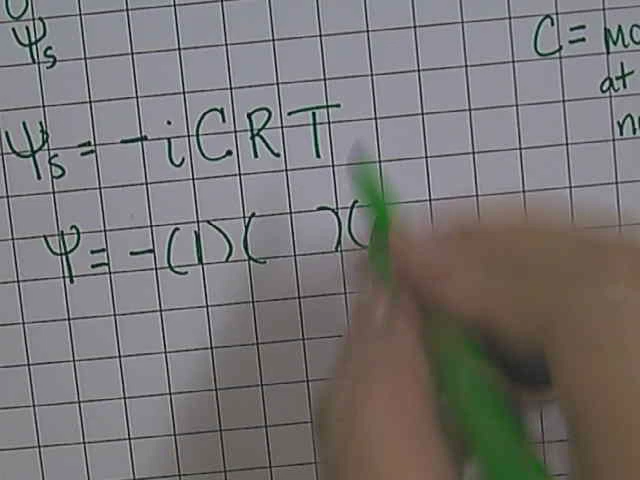 Ψs
C = mo
at
Ψs = -iCRT
Ψ = -(1)( )(